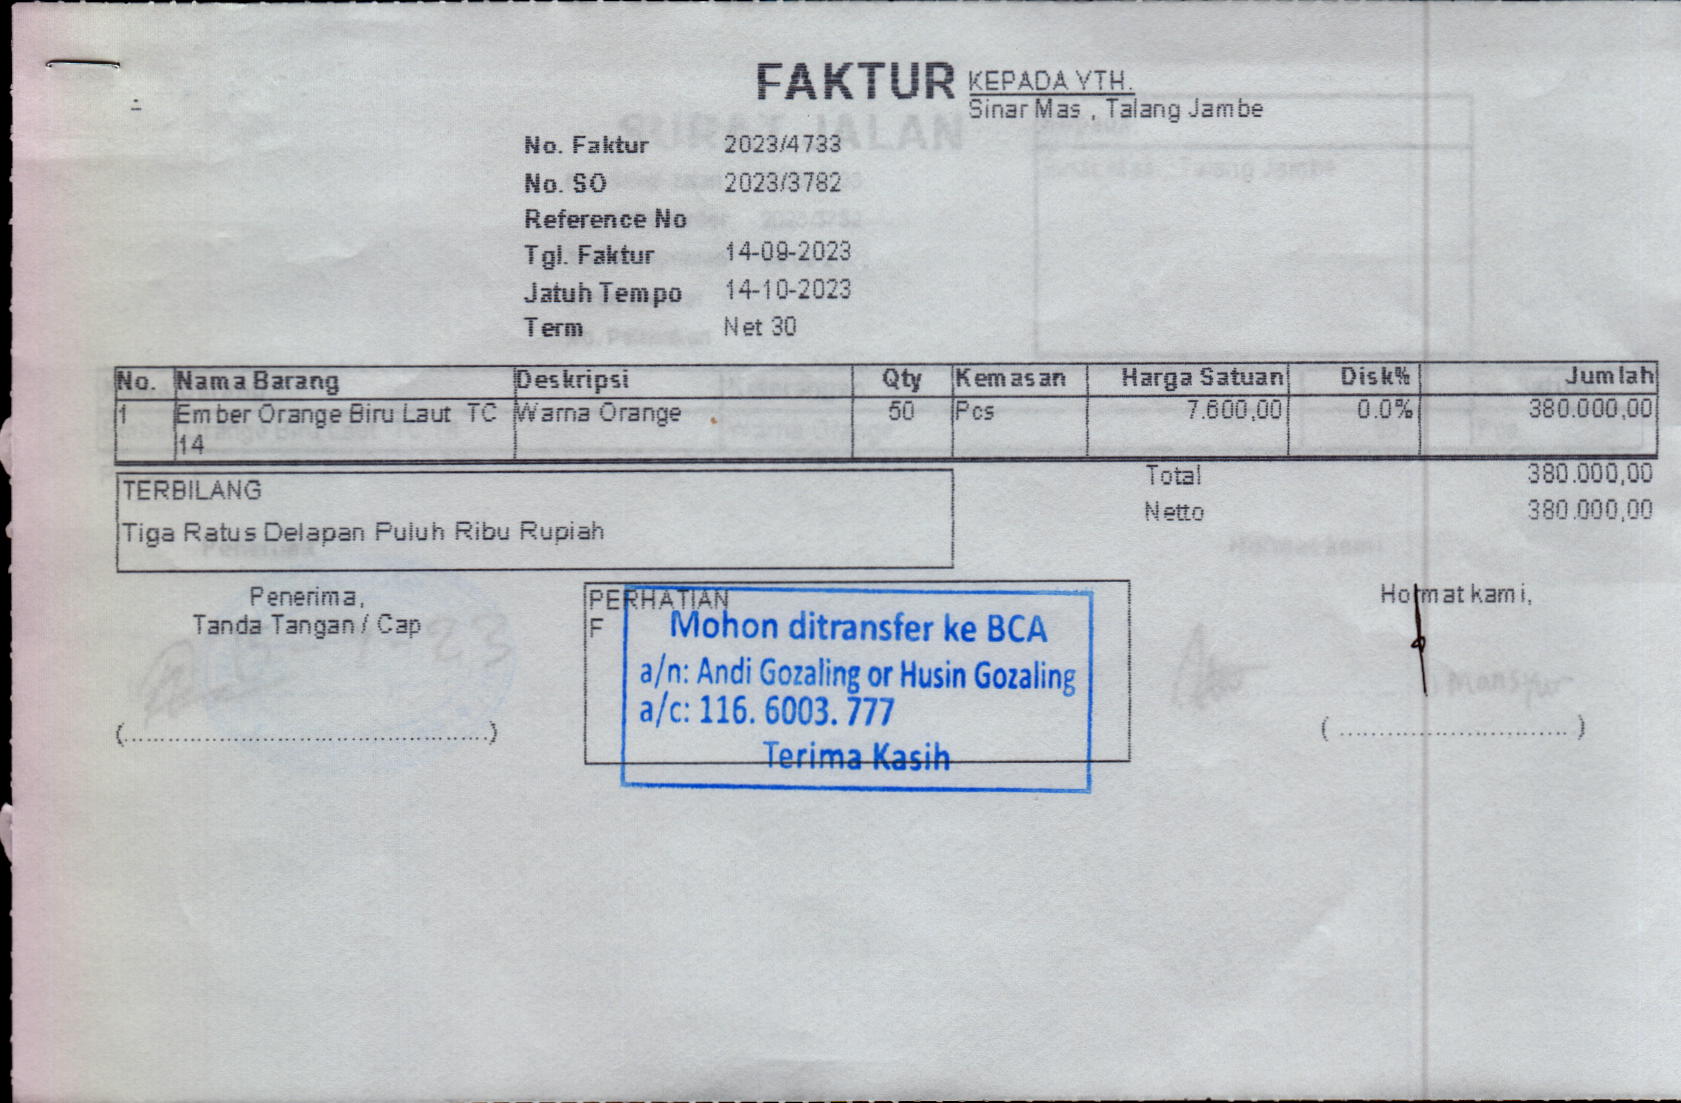 FAKTUR
KEPADA YTH.
Sinar Mas , Talang Jambe
No. Faktur 2023/4733
No. SO 2023/3782
Reference No
Tgl. Faktur 14-09-2023
Jatuh Tempo 14-10-2023
Term Net 30
No. Nama Barang Deskripsi Qty Kemasan Harga Satuan Disk% Jumlah
1 Ember Orange Biru Laut TC Warna Orange 50 Pcs 7.600,00 0.0% 380.000,00
14
Total 380.000,00
TERBILANG
Netto 380.000,00
Tiga Ratus Delapan Puluh Ribu Rupiah
Penerima,
Tanda Tangan / Cap
(............................................)
PERHATIAN
F
Mohon ditransfer ke BCA
a/n: Andi Gozaling or Husin Gozaling
a/c: 116. 6003. 777
Terima Kasih
Hormat kami,
( ............................ )
SURAT JALAN
Mansyur